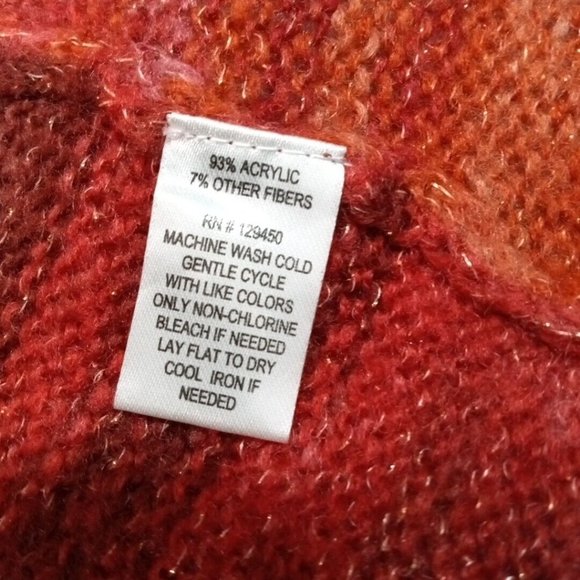 93% ACRYLIC
7% OTHER FIBERS
RN # 129450
MACHINE WASH COLD
GENTLE CYCLE
WITH LIKE COLORS
ONLY NON-CHLORINE
BLEACH IF NEEDED
LAY FLAT TO DRY
COOL IRON IF
NEEDED